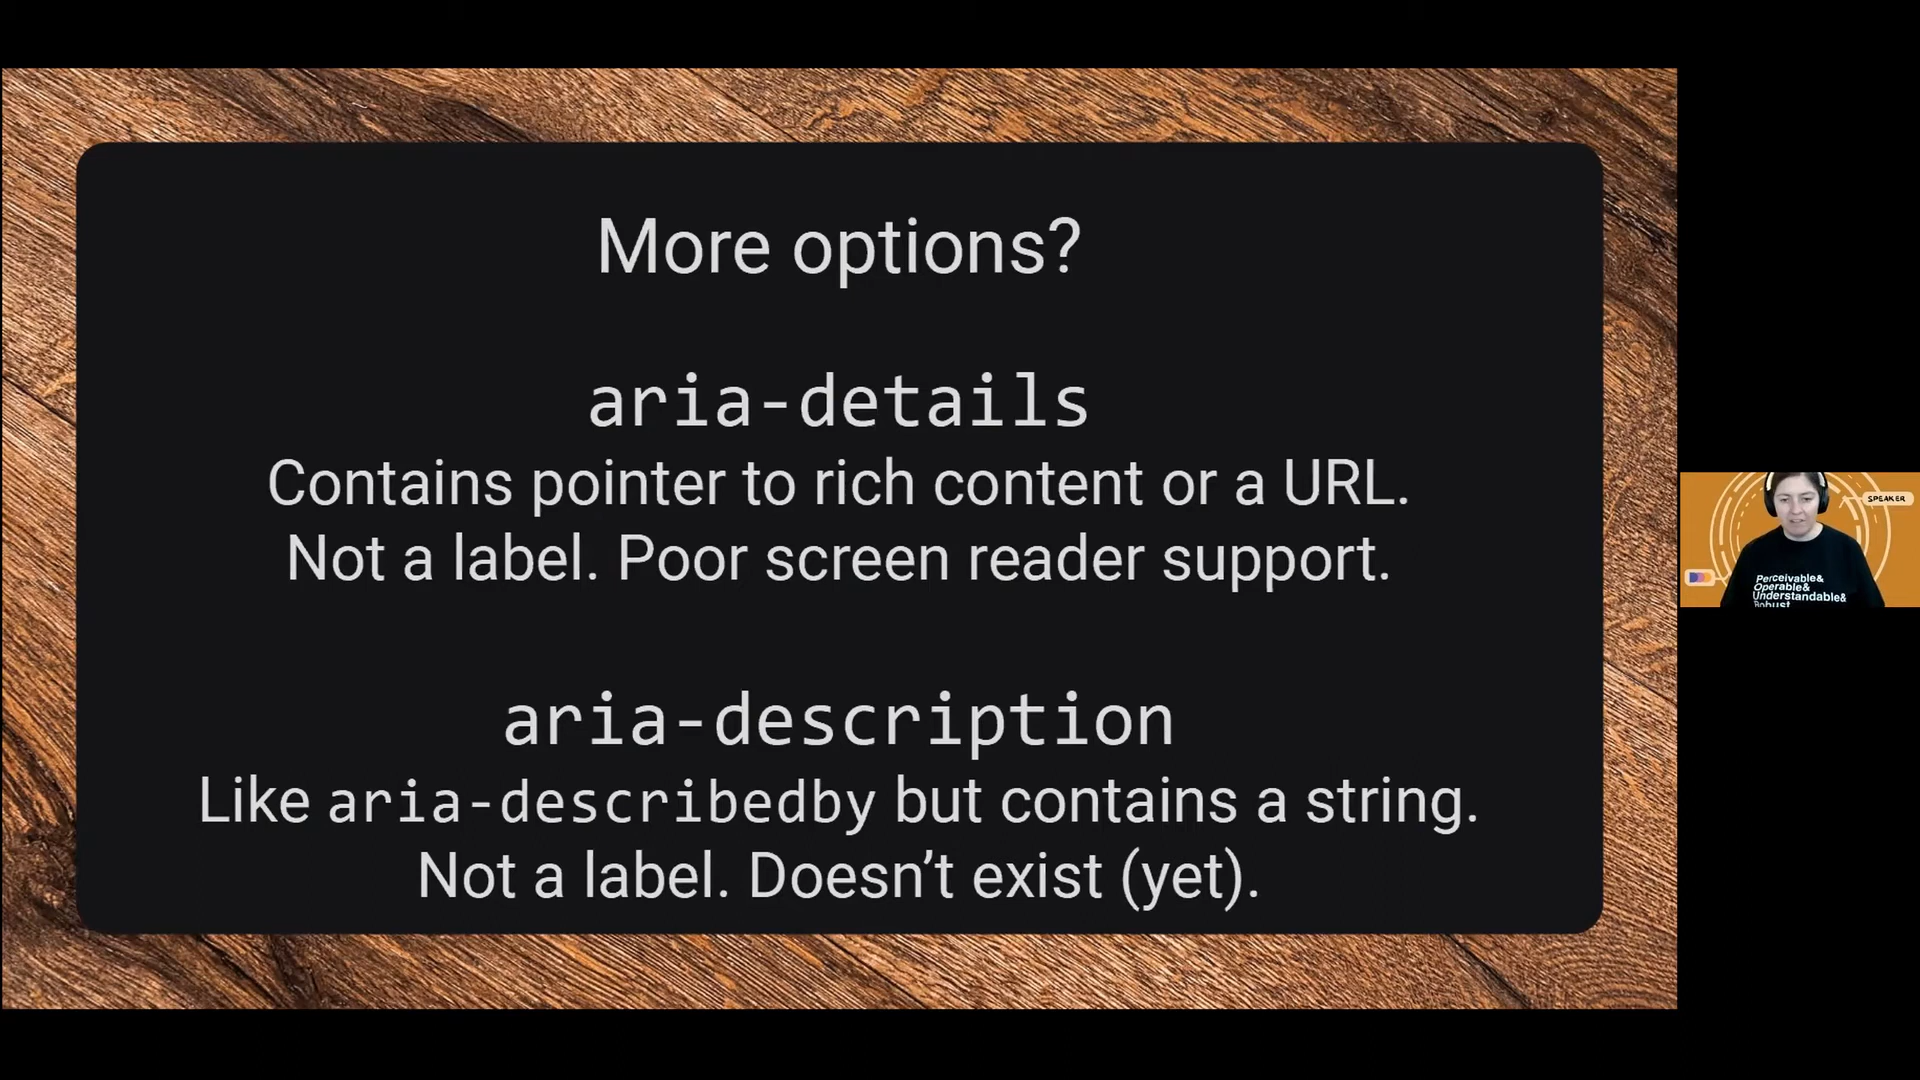 More options?
aria-details
Contains pointer to rich content or a URL.
Not a label. Poor screen reader support.
aria-description
Like aria-describedby but contains a string.
Not a label. Doesn’t exist (yet).
SPEAKER
Perceivable&
Operable&
Understandable&
Robust